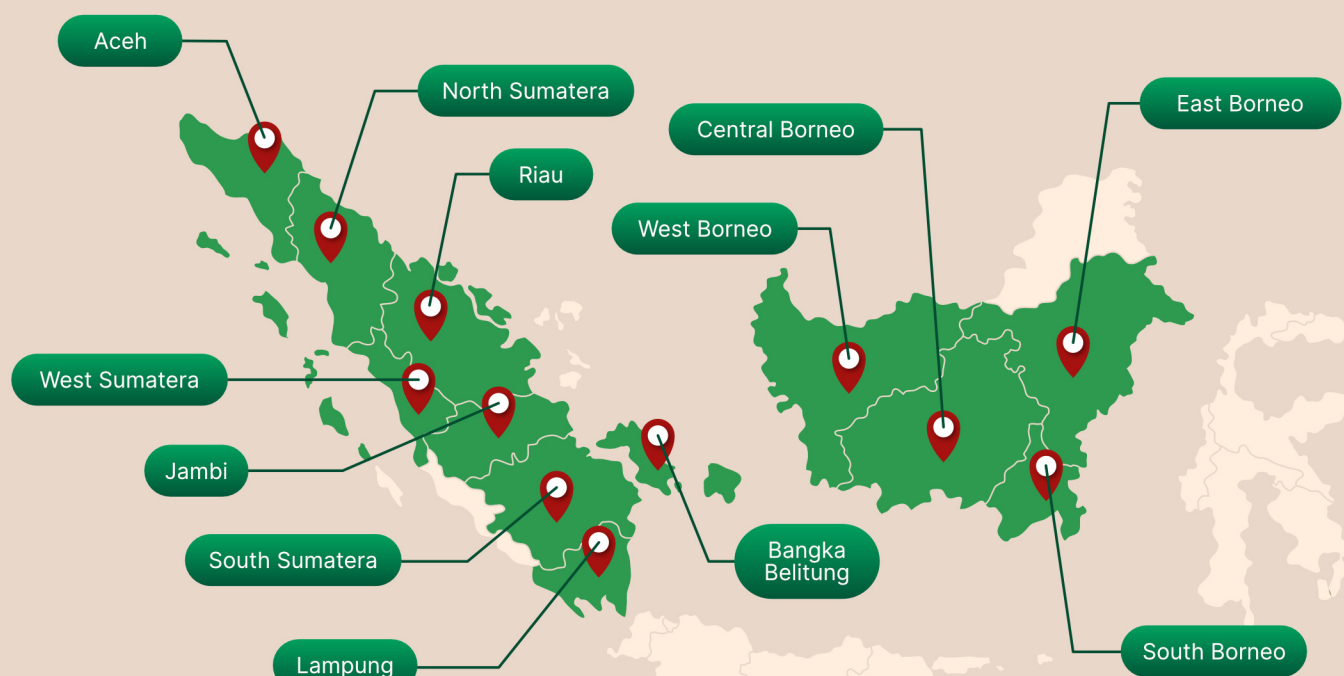 Aceh
North Sumatera
East Borneo
Central Borneo
Riau
West Borneo
West Sumatera
Jambi
South Sumatera
Bangka
Belitung
South Borneo
Lampung